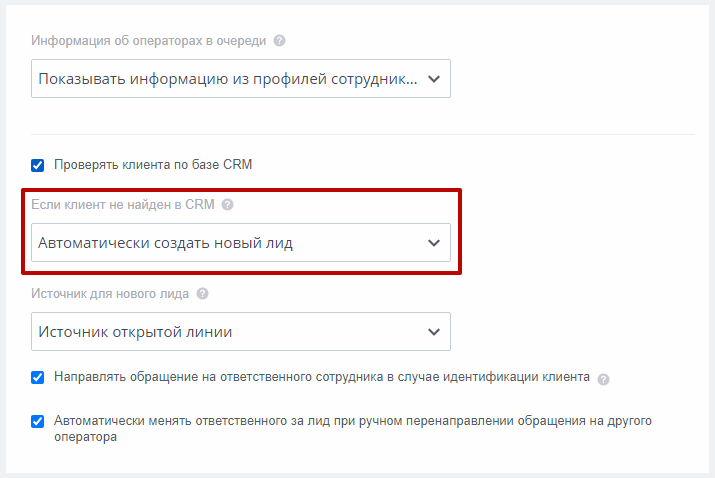 Информация об операторах в очереди ?
Показывать информацию из профилей сотрудник...
Проверять клиента по базе CRM
Если клиент не найден в CRM ?
Автоматически создать новый лид
Источник для нового лида ?
Источник открытой линии
Направлять обращение на ответственного сотрудника в случае идентификации клиента ?
Автоматически менять ответственного за лид при ручном перенаправлении обращения на другого
оператора